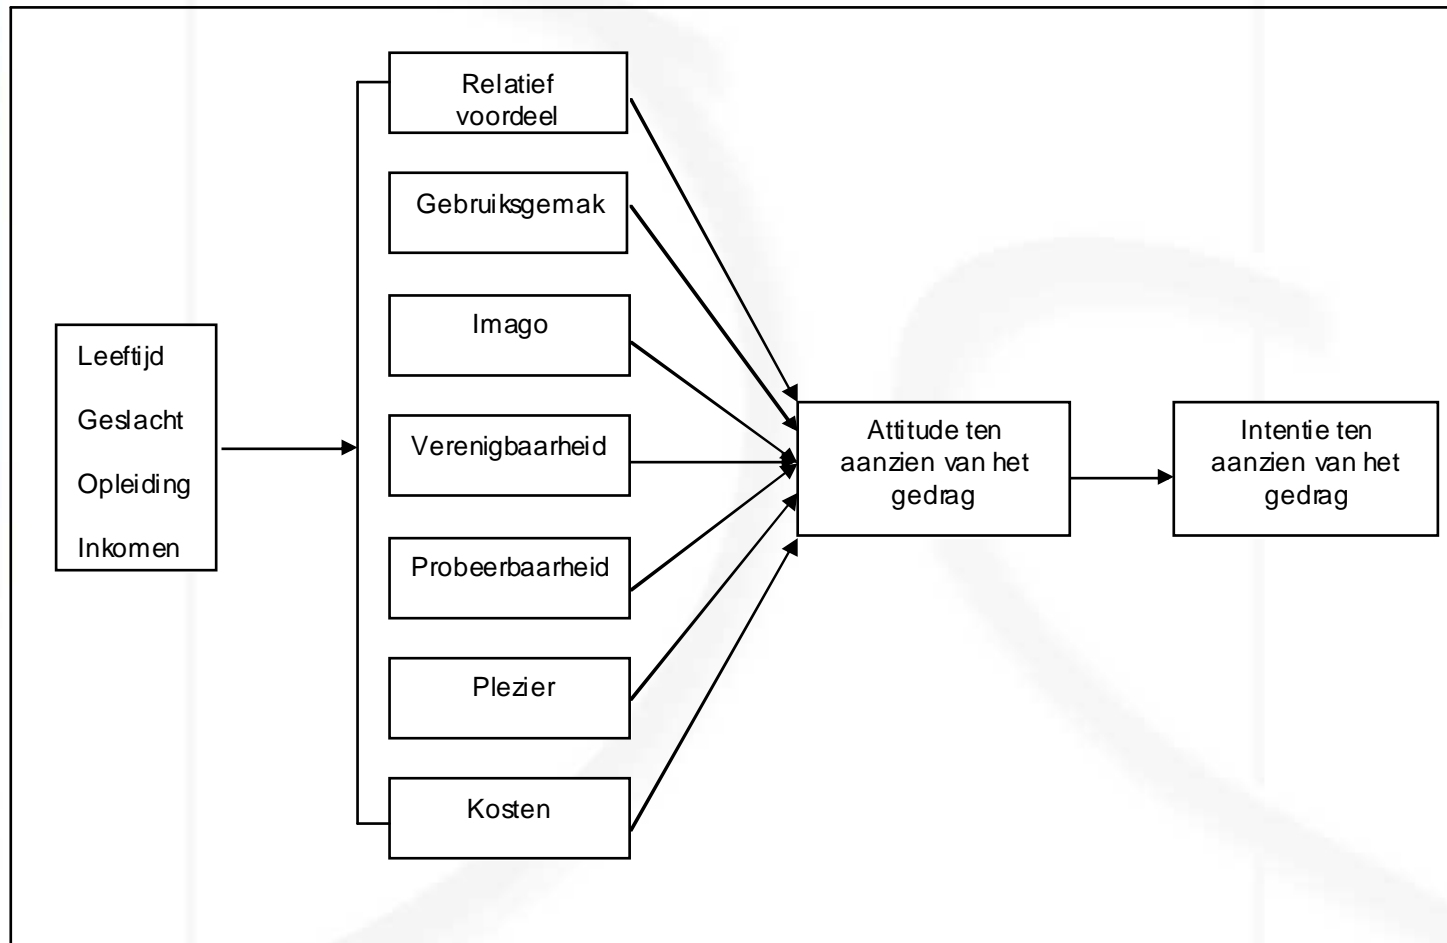 Leeftijd
Geslacht
Opleiding
Inkomen
Relatief
voordeel
Gebruiksgemak
Imago
Verenigbaarheid
Probeerbaarheid
Plezier
Kosten
Attitude ten
aanzien van het
gedrag
Intentie ten
aanzien van het
gedrag